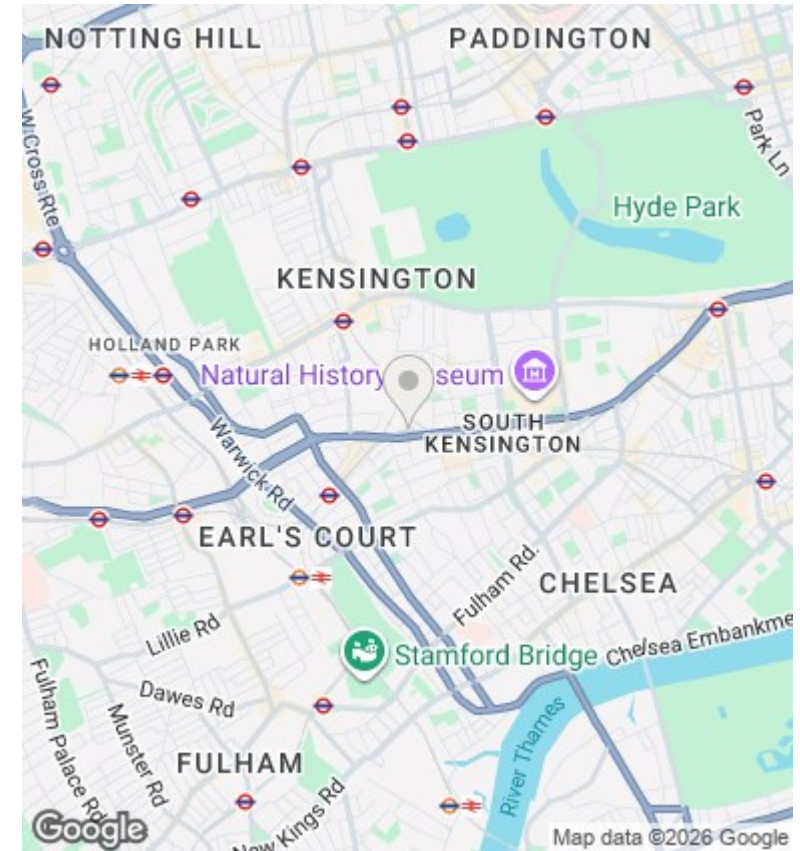 NOTTING HILL
PADDINGTON
W Cross Rte
Park Ln
Hyde Park
KENSINGTON
HOLLAND PARK
Natural History seum
SOUTH
KENSINGTON
Warwick Rd
EARL'S COURT
Fulham Rd.
CHELSEA
Lillie Rd
Chelsea Embankme
Stamford Bridge
Dawes Rd
Fulham Palace Rd
Munster Rd
River Thames
FULHAM
New Kings Rd
Google
Map data ©2026 Google